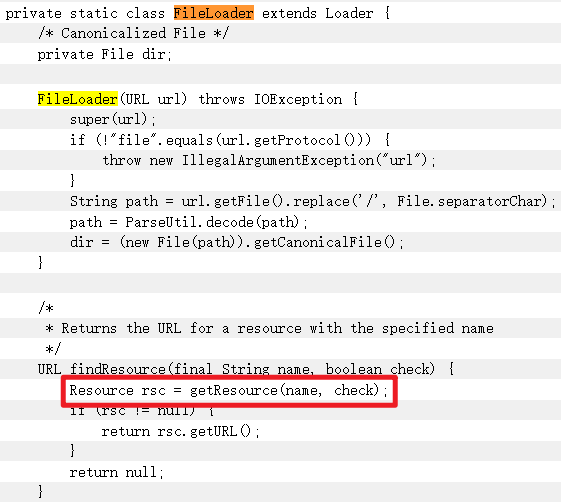 private static class FileLoader extends Loader {
/* Canonicalized File */
private File dir;
FileLoader(URL url) throws IOException {
super(url);
if (!"file".equals(url.getProtocol())) {
throw new IllegalArgumentException("url");
}
String path = url.getFile().replace('/', File.separatorChar);
path = ParseUtil.decode(path);
dir = (new File(path)).getCanonicalFile();
}
/*
* Returns the URL for a resource with the specified name
*/
URL findResource(final String name, boolean check) {
Resource rsc = getResource(name, check);
if (rsc != null) {
return rsc.getURL();
}
return null;
}